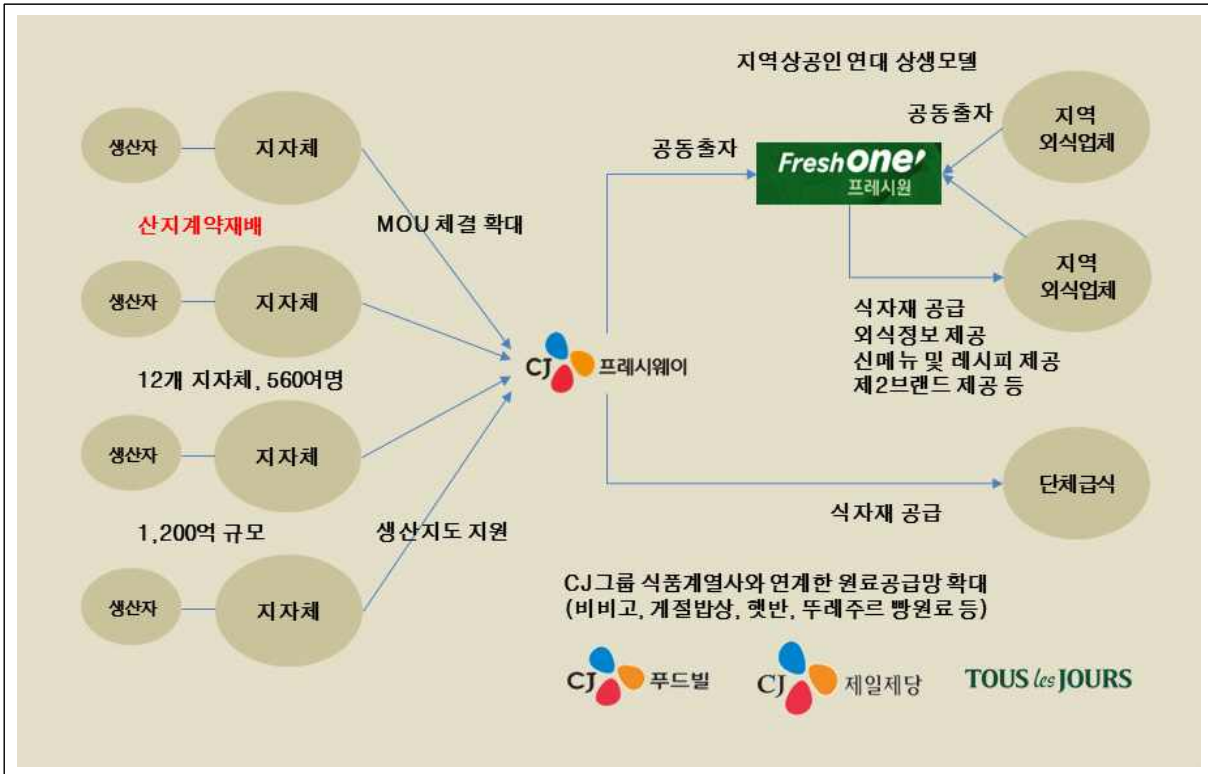 지역상공인 연대 상생모델
생산자
지자체
공동출자
공동출자
Freshone
프레시원
지역
외식업체
산지계약재배
MOU 체결 확대
생산자
지자체
지역
외식업체
식자재 공급
외식정보 제공
신메뉴 및 레시피 제공
제2브랜드 제공 등
CJ 프레시웨이
12개 지자체, 560여명
생산자
지자체
단체급식
식자재 공급
1,200억 규모
생산지도 지원
생산자
지자체
CJ그룹 식품계열사와 연계한 원료공급망 확대
(비비고, 계절밥상, 햇반, 뚜레주르 빵원료 등)
CJ 푸드빌
CJ 제일제당
TOUS les JOURS